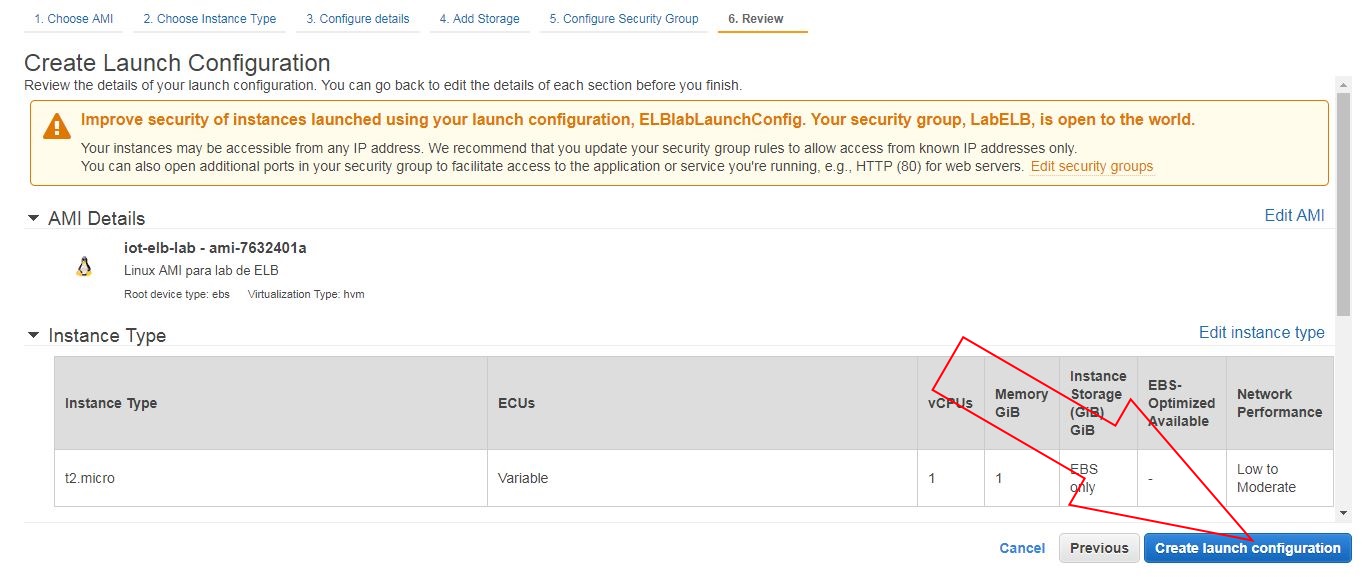 1. Choose AMI 2. Choose Instance Type 3. Configure details 4. Add Storage 5. Configure Security Group 6. Review
Create Launch Configuration
Review the details of your launch configuration. You can go back to edit the details of each section before you finish.
Improve security of instances launched using your launch configuration, ELBlabLaunchConfig. Your security group, LabELB, is open to the world.
Your instances may be accessible from any IP address. We recommend that you update your security group rules to allow access from known IP addresses only.
You can also open additional ports in your security group to facilitate access to the application or service you're running, e.g., HTTP (80) for web servers. Edit security groups
AMI Details Edit AMI
iot-elb-lab - ami-7632401a
Linux AMI para lab de ELB
Root device type: ebs Virtualization Type: hvm
Instance Type Edit instance type
Instance Type
ECUs
vCPUs
Memory
GiB
Instance
Storage
(GiB)
GiB
EBS-
Optimized
Available
Network
Performance
t2.micro
Variable
1
1
EBS
only
-
Low to
Moderate
Cancel Previous Create launch configuration